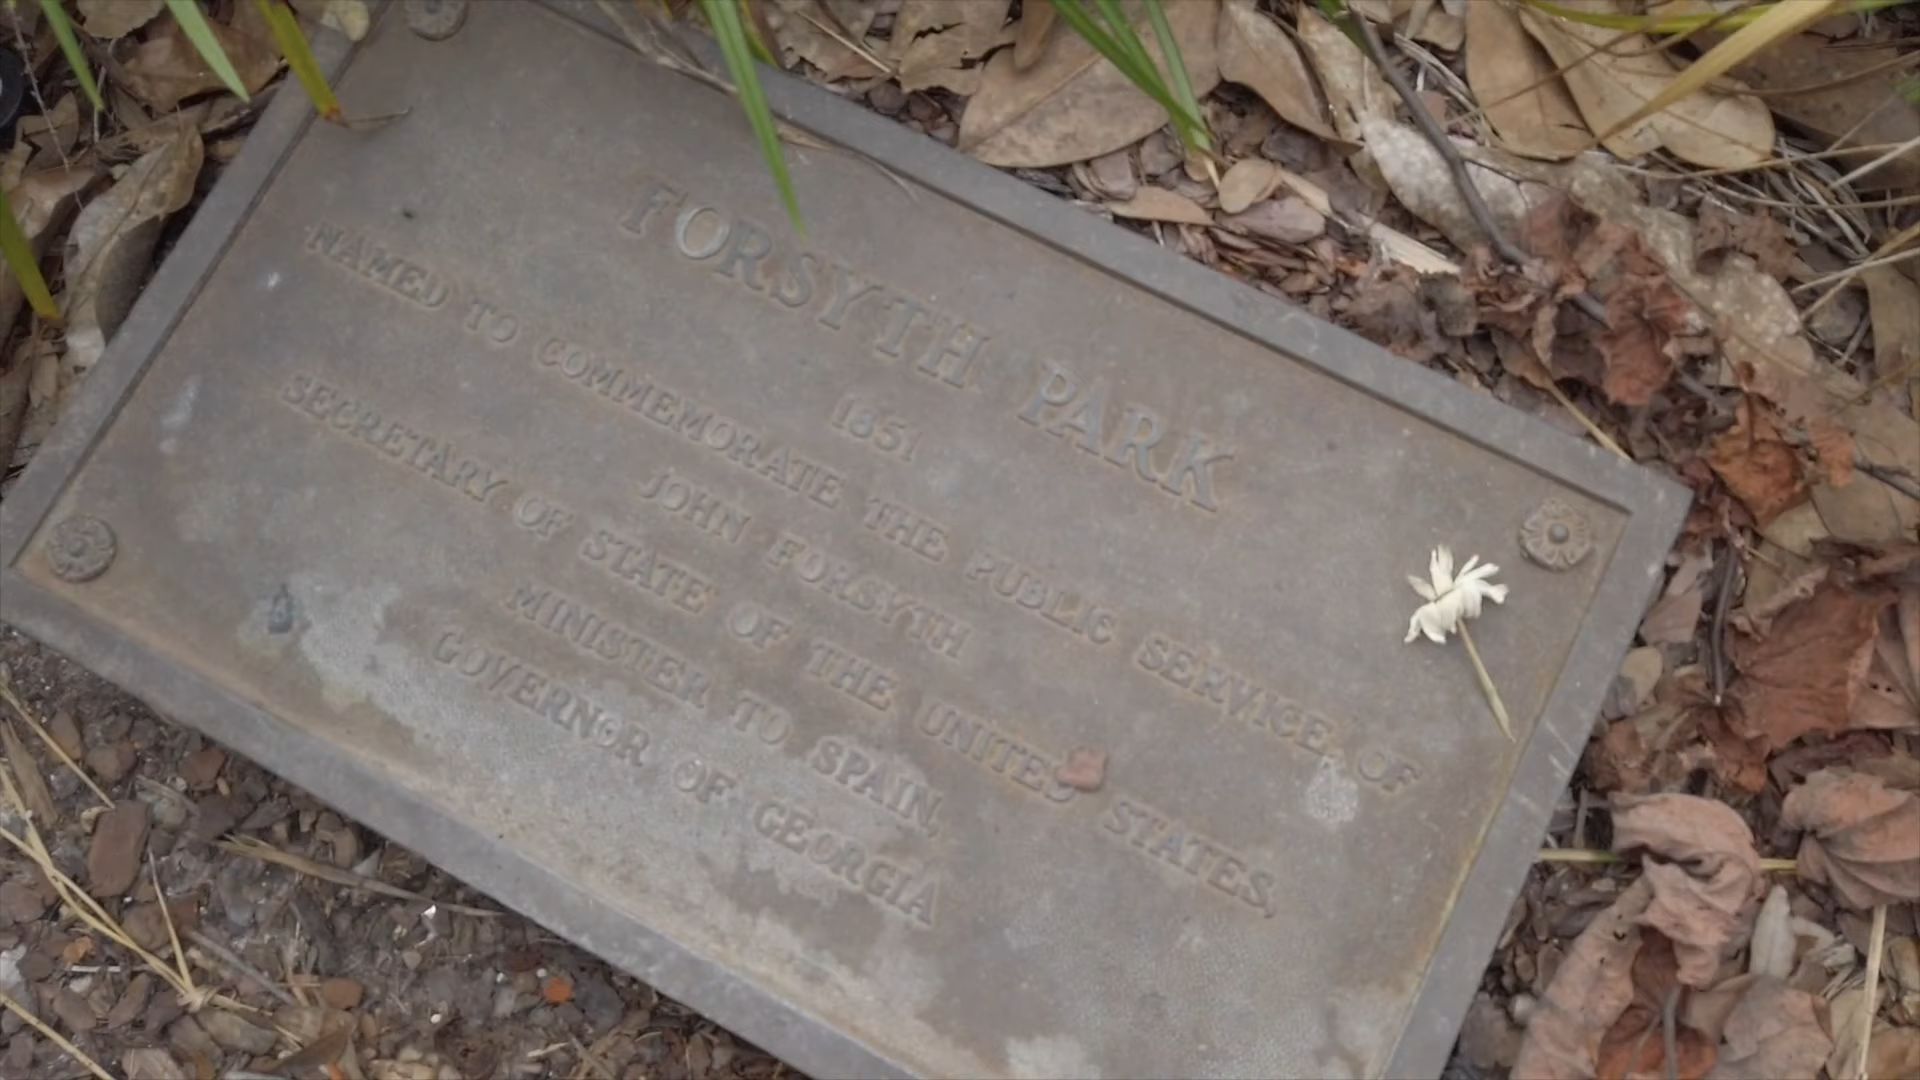 FORSYTH PARK
1851
NAMED TO COMMEMORATE THE PUBLIC SERVICE OF
JOHN FORSYTH
SECRETARY OF STATE OF THE UNITED STATES,
MINISTER TO SPAIN,
GOVERNOR OF GEORGIA